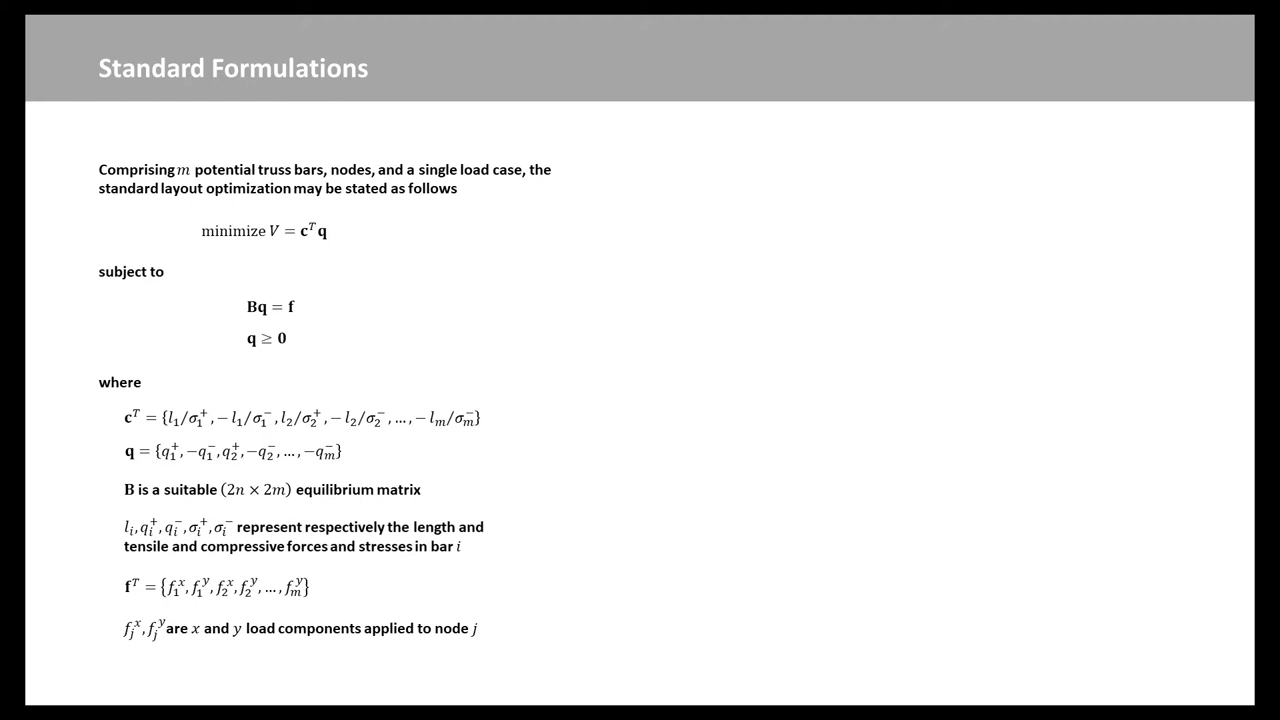 Standard Formulations
Comprising m potential truss bars, nodes, and a single load case, the
standard layout optimization may be stated as follows
minimize V = c^T q
subject to
Bq = f
q ≥ 0
where
c^T = {l_1/σ_1^+, −l_1/σ_1^−, l_2/σ_2^+, −l_2/σ_2^−, …, −l_m/σ_m^−}
q = {q_1^+, −q_1^−, q_2^+, −q_2^−, …, −q_m^−}
B is a suitable (2n × 2m) equilibrium matrix
l_i, q_i^+, q_i^−, σ_i^+, σ_i^− represent respectively the length and
tensile and compressive forces and stresses in bar i
f^T = {f_1^x, f_1^y, f_2^x, f_2^y, …, f_m^y}
f_j^x, f_j^y are x and y load components applied to node j